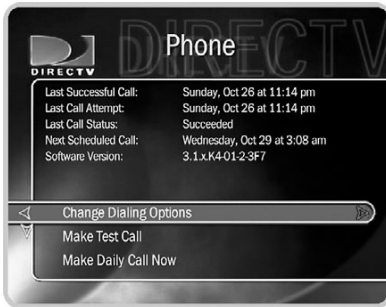 DIRECTV
Phone
DIRECTV
Last Successful Call: Sunday, Oct 26 at 11:14 pm
Last Call Attempt: Sunday, Oct 26 at 11:14 pm
Last Call Status: Succeeded
Next Scheduled Call: Wednesday, Oct 29 at 3:08 am
Software Version: 3.1.x.K4-01-2-3F7
Change Dialing Options
Make Test Call
Make Daily Call Now